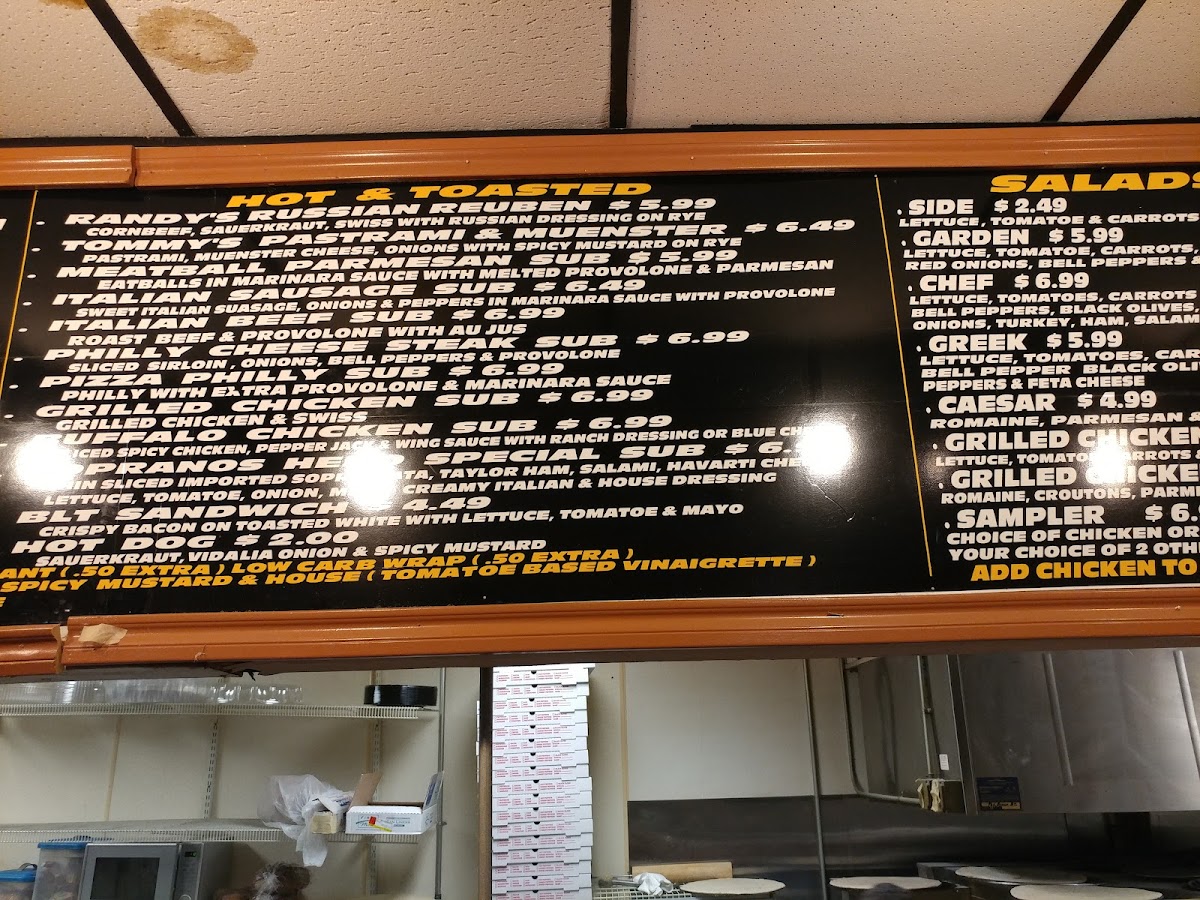 HOT & TOASTED
RANDY'S RUSSIAN REUBEN $5.99
CORNBEEF, SAUERKRAUT, SWISS WITH RUSSIAN DRESSING ON RYE
TOMMY'S PASTRAMI & MUENSTER $6.49
PASTRAMI, MUENSTER CHEESE, ONIONS WITH SPICY MUSTARD ON RYE
MEATBALL PARMESAN SUB $5.99
EATBALLS IN MARINARA SAUCE WITH MELTED PROVOLONE & PARMESAN
ITALIAN SAUSAGE SUB $6.49
SWEET ITALIAN SUASAGE, ONIONS & PEPPERS IN MARINARA SAUCE WITH PROVOLONE
ITALIAN BEEF SUB $6.99
ROAST BEEF & PROVOLONE WITH AU JUS
PHILLY CHEESE STEAK SUB $6.99
SLICED SIRLOIN, ONIONS, BELL PEPPERS & PROVOLONE
PIZZA PHILLY SUB $6.99
PHILLY WITH EXTRA PROVOLONE & MARINARA SAUCE
GRILLED CHICKEN SUB $6.99
GRILLED CHICKEN & SWISS
BUFFALO CHICKEN SUB $6.99
SPICY CHICKEN, PEPPER JACK & WING SAUCE WITH RANCH DRESSING OR BLUE
SOPRANOS SPECIAL SUB $6.
SLICED IMPORTED TAYLOR HAM, SALAMI, HAVARTI
LETTUCE, TOMATOE, ONION, CREAMY ITALIAN & HOUSE DRESSING
BLT SANDWICH 4.49
CRISPY BACON ON TOASTED WHITE WITH LETTUCE, TOMATOE & MAYO
HOT DOG $2.00
SAUERKRAUT, VIDALIA ONION & SPICY MUSTARD
ANT (.50 EXTRA) LOW CARB WRAP (.50 EXTRA)
SPICY MUSTARD & HOUSE (TOMATOE BASED VINAIGRETTE)
SALADS
SIDE $2.49
LETTUCE, TOMATOE & CARROTS
GARDEN $5.99
LETTUCE, TOMATOE, CARROTS
RED ONIONS, BELL PEPPERS &
CHEF $6.99
LETTUCE, TOMATOES, CARROTS
BELL PEPPERS, BLACK OLIVES,
ONIONS, TURKEY, HAM, SALAM
GREEK $5.99
LETTUCE, TOMATOES, CAR
BELL PEPPER BLACK OLI
PEPPERS & FETA CHEESE
CAESAR $4.99
ROMAINE, PARMESAN &
GRILLED CHICKEN
LETTUCE, TOMATO, CARROTS &
GRILLED CHICKE
ROMAINE, CROUTONS, PARM
SAMPLER $6.
CHOICE OF CHICKEN OR
YOUR CHOICE OF 2 OTH
ADD CHICKEN TO